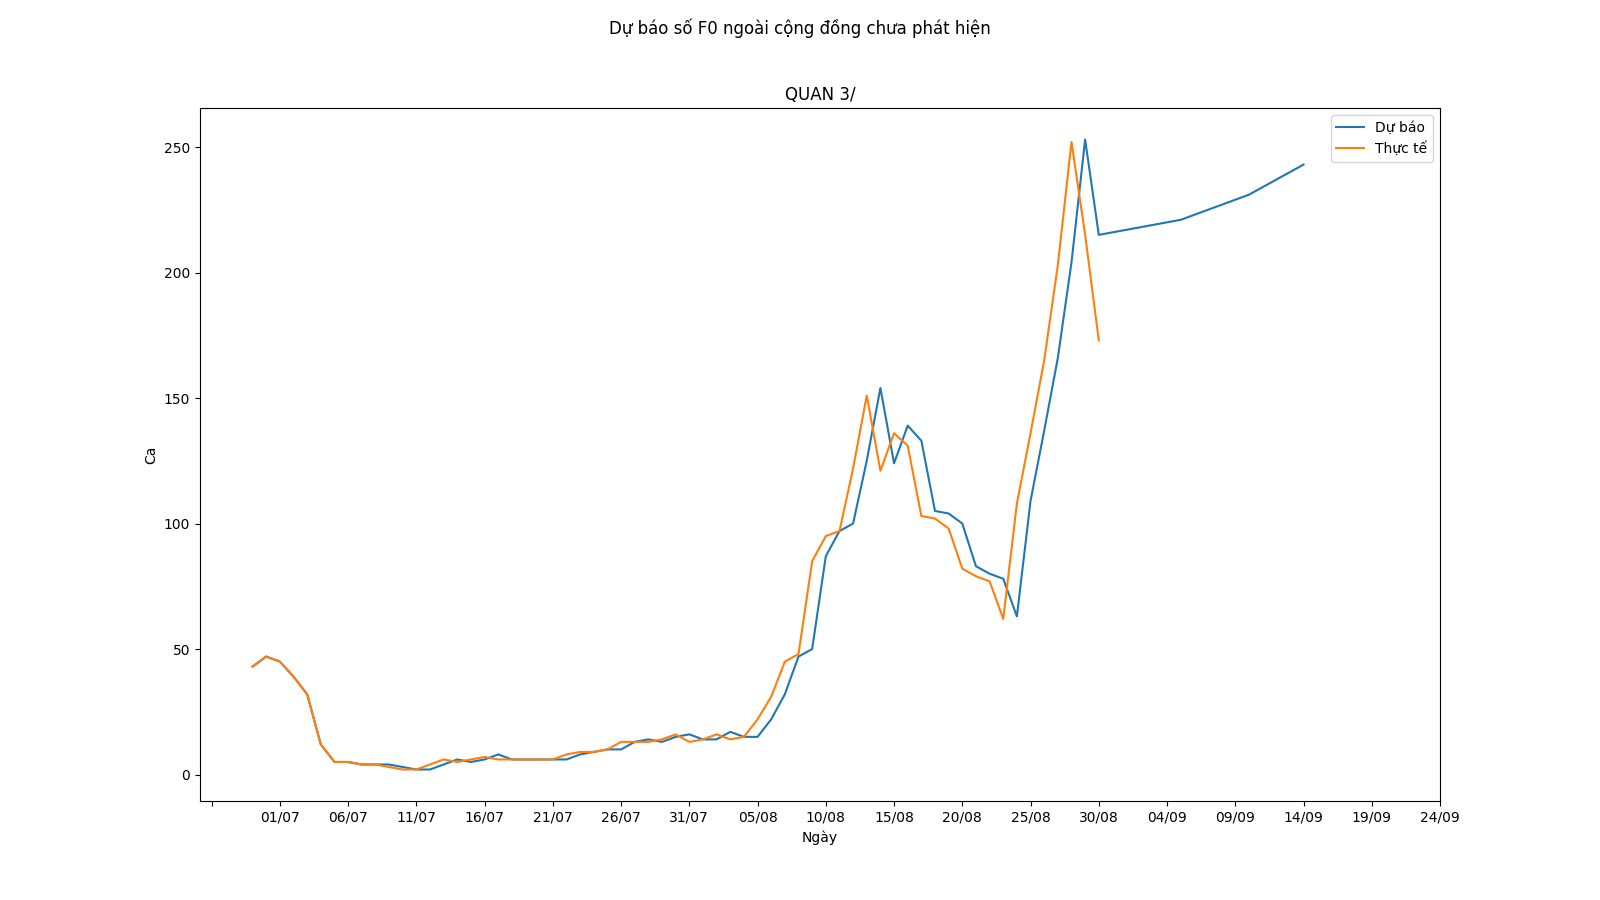 Dự báo số F0 ngoài cộng đồng chưa phát hiện
QUAN 3/
Dự báo
Thực tế
250
200
150
100
50
0
Ca
01/07 06/07 11/07 16/07 21/07 26/07 31/07 05/08 10/08 15/08 20/08 25/08 30/08 04/09 09/09 14/09 19/09 24/09
Ngày